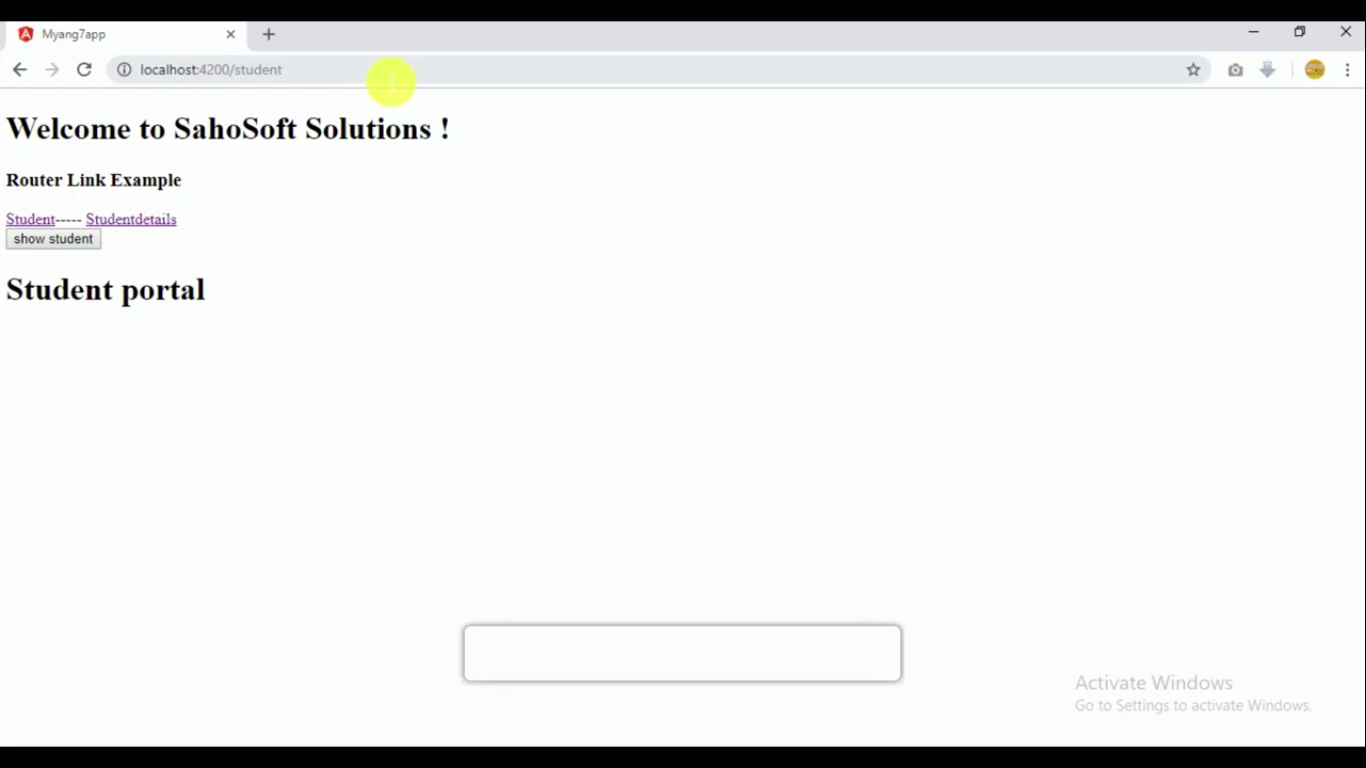 Myang7app
localhost:4200/student
Welcome to SahoSoft Solutions !
Router Link Example
Student----- Studentdetails
show student
Student portal
Activate Windows
Go to Settings to activate Windows.